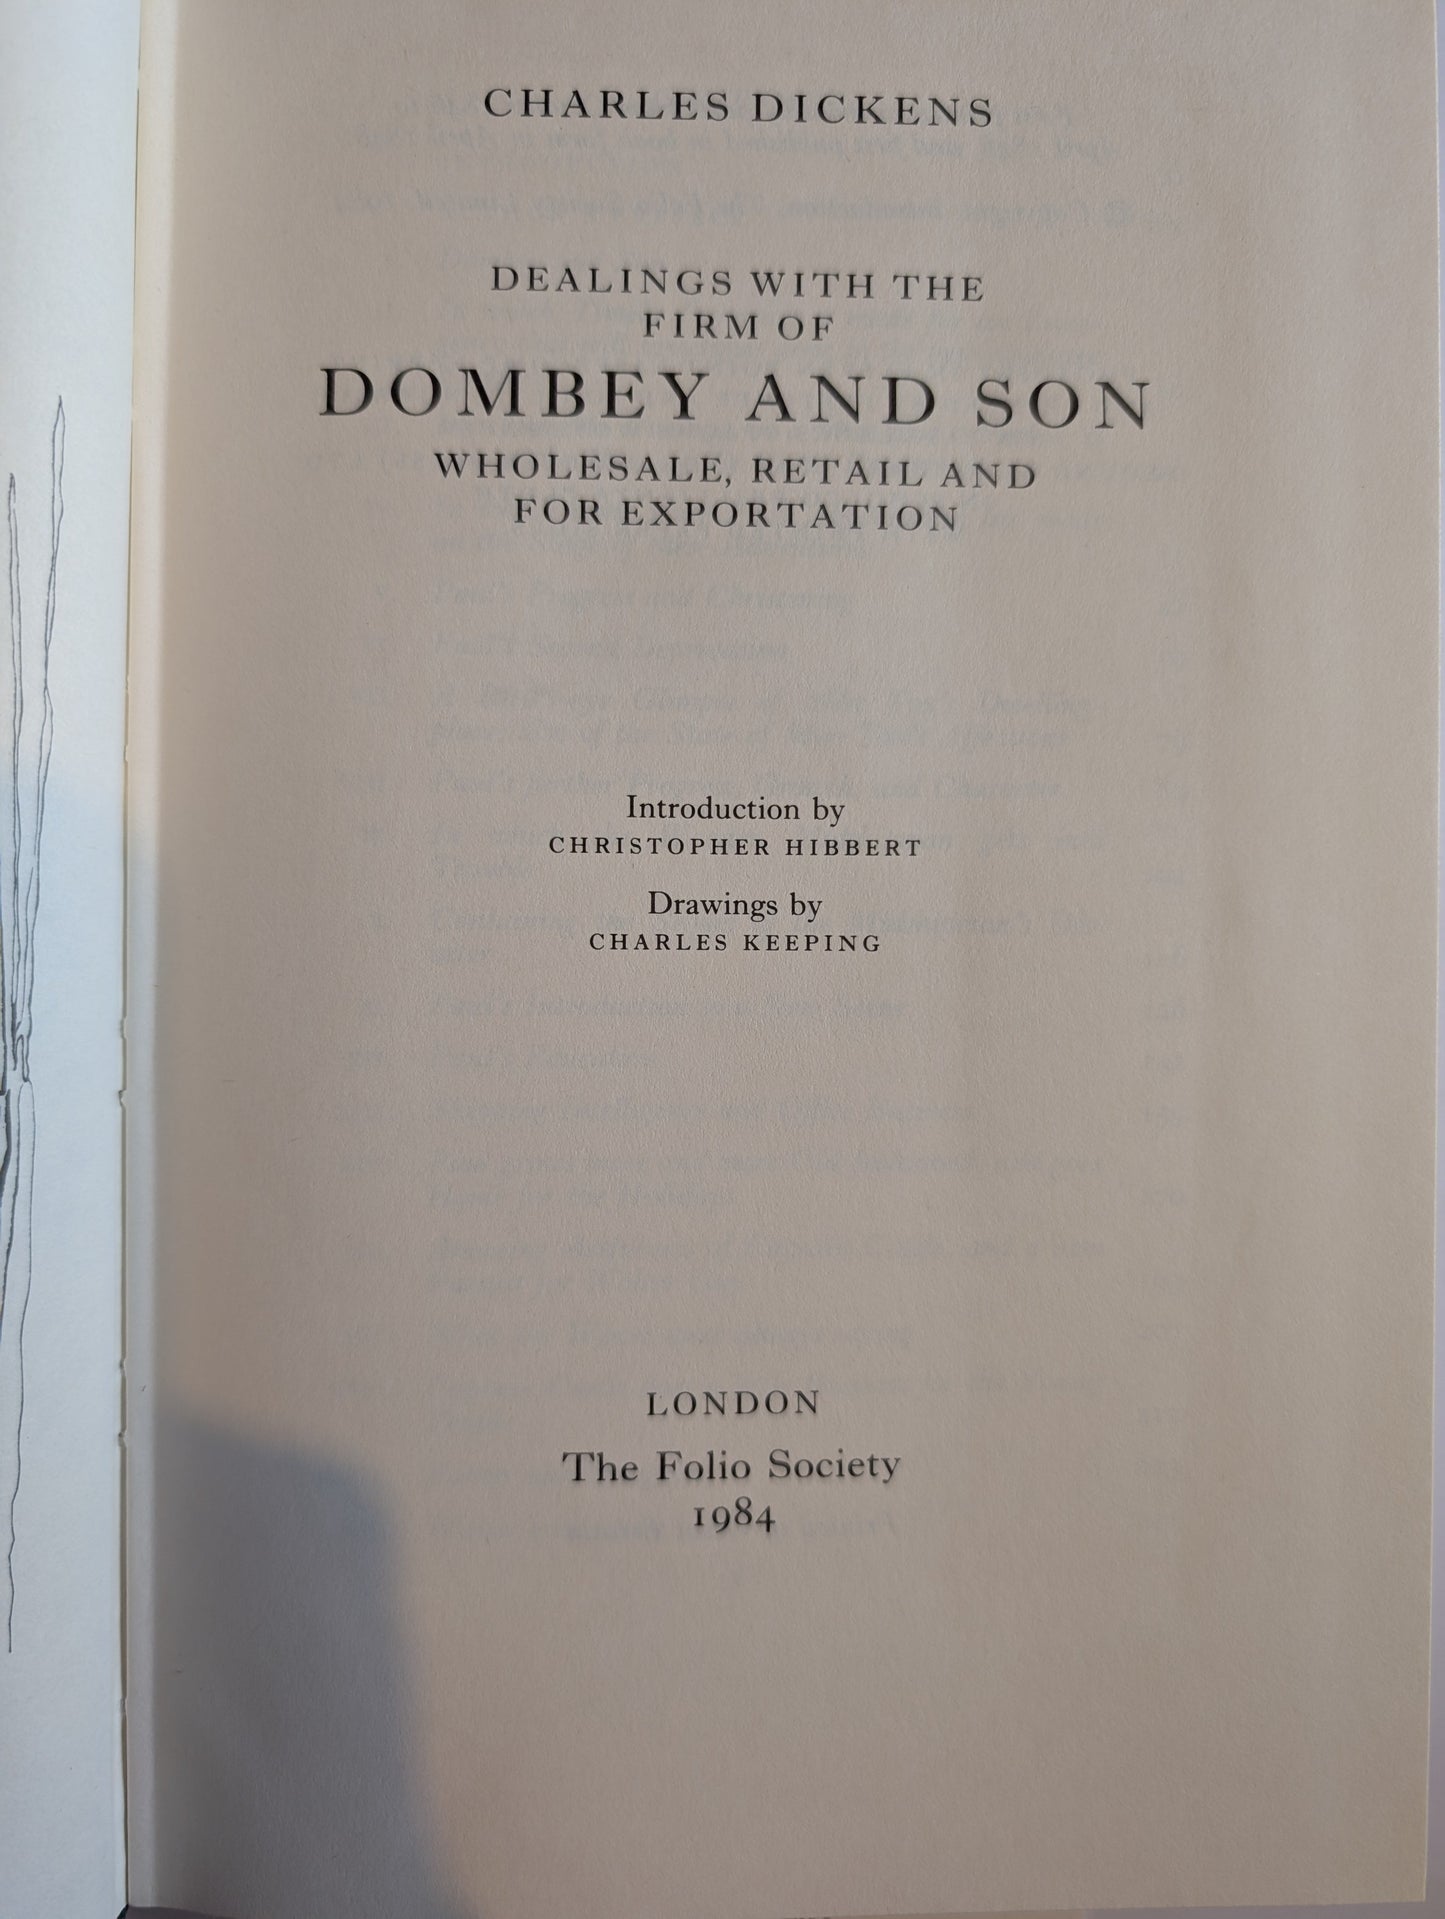 CHARLES DICKENS
DEALINGS WITH THE
FIRM OF
DOMBEY AND SON
WHOLESALE, RETAIL AND
FOR EXPORTATION
Introduction by
CHRISTOPHER HIBBERT
Drawings by
CHARLES KEEPING
LONDON
The Folio Society
1984